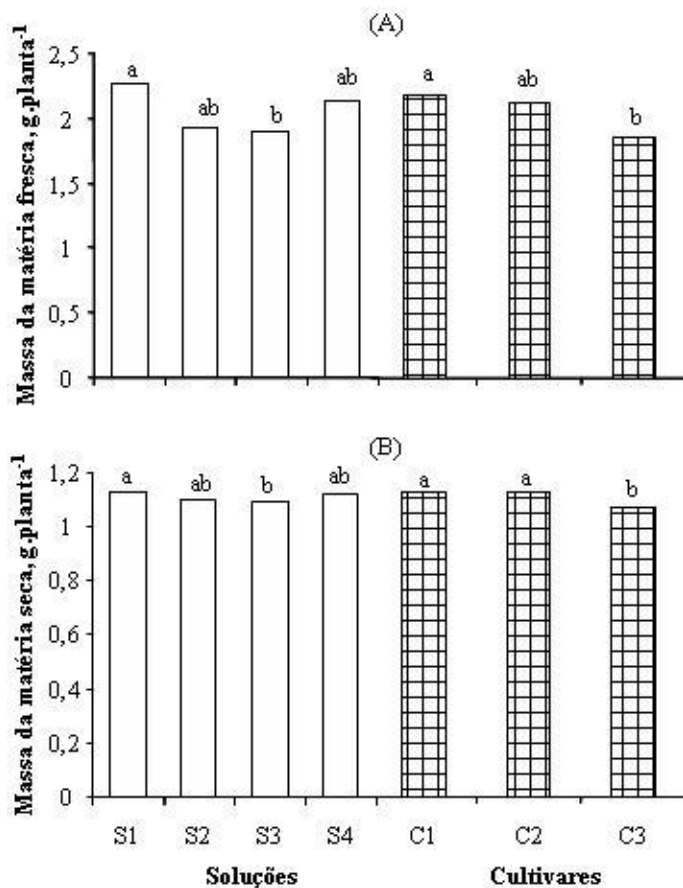 (A)
Massa da matéria fresca, g.planta-1
2,5
2
1,5
1
0,5
0
a
ab
b
ab
a
ab
b
(B)
Massa da matéria seca, g.planta-1
1,2
1
0,8
0,6
0,4
0,2
0
a
ab
b
ab
a
a
b
S1 S2 S3 S4 C1 C2 C3
Soluções Cultivares